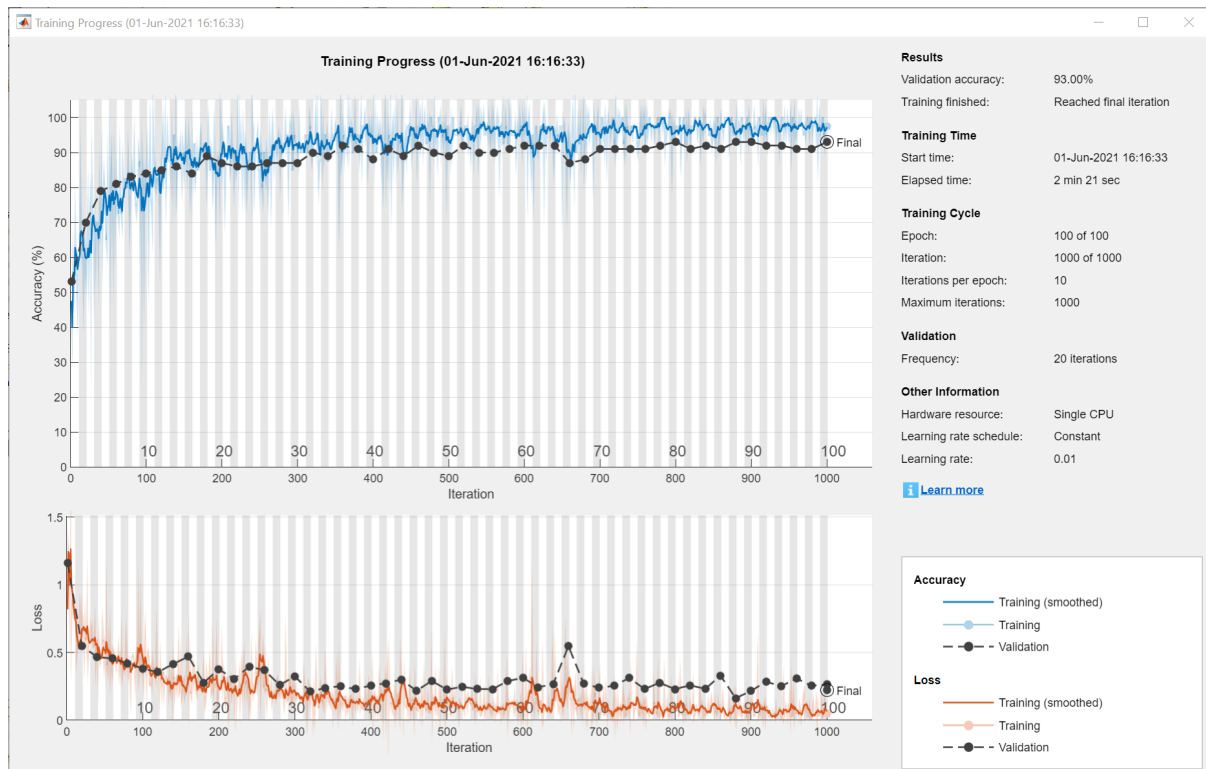 Training Progress (01-Jun-2021 16:16:33)
Training Progress (01-Jun-2021 16:16:33)
Accuracy (%)
100
90
80
70
60
50
40
30
20
10
0
Final
10 20 30 40 50 60 70 80 90 100
0 100 200 300 400 500 600 700 800 900 1000
Iteration
Loss
1.5
1
0.5
0
Final
10 20 30 40 50 60 70 80 90 100
0 100 200 300 400 500 600 700 800 900 1000
Iteration
Results
Validation accuracy: 93.00%
Training finished: Reached final iteration
Training Time
Start time: 01-Jun-2021 16:16:33
Elapsed time: 2 min 21 sec
Training Cycle
Epoch: 100 of 100
Iteration: 1000 of 1000
Iterations per epoch: 10
Maximum iterations: 1000
Validation
Frequency: 20 iterations
Other Information
Hardware resource: Single CPU
Learning rate schedule: Constant
Learning rate: 0.01
i Learn more
Accuracy
Training (smoothed)
Training
Validation
Loss
Training (smoothed)
Training
Validation